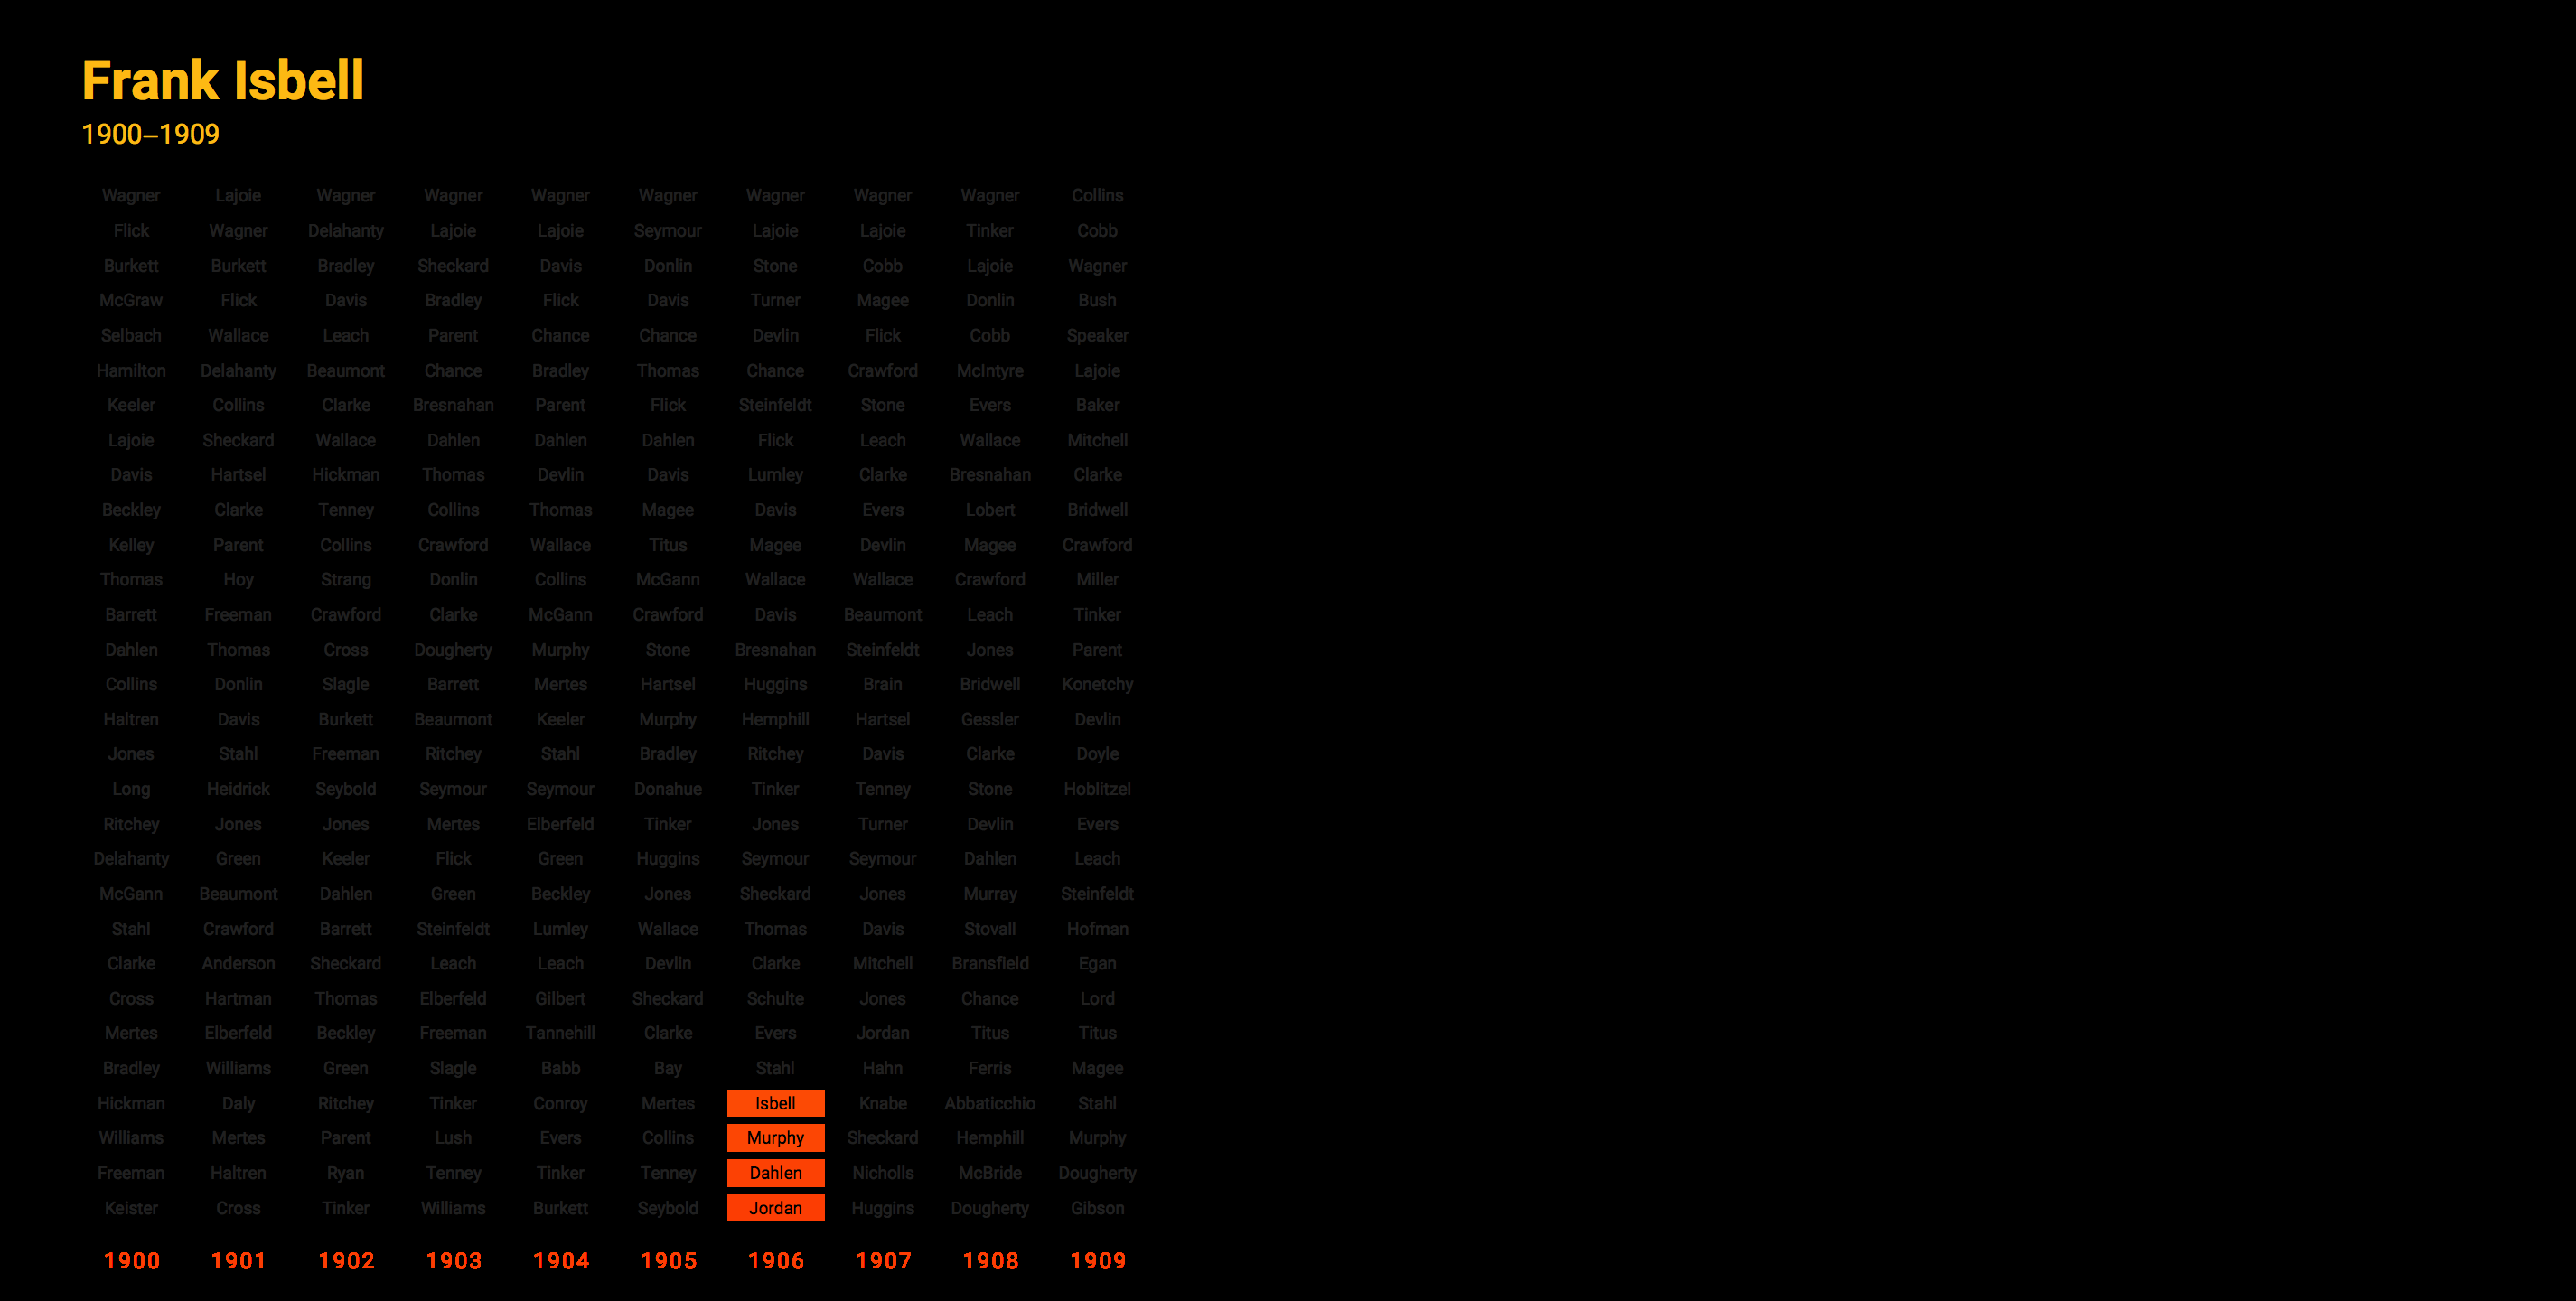 Frank Isbell
1900–1909
Wagner Lajoie Wagner Wagner Wagner Wagner Wagner Wagner Wagner Collins
Flick Wagner Delahanty Lajoie Lajoie Seymour Lajoie Lajoie Tinker Cobb
Burkett Burkett Bradley Sheckard Davis Donlin Stone Cobb Lajoie Wagner
McGraw Flick Davis Bradley Flick Davis Turner Magee Donlin Bush
Selbach Wallace Leach Parent Chance Chance Devlin Flick Cobb Speaker
Hamilton Delahanty Beaumont Chance Bradley Thomas Chance Crawford McIntyre Lajoie
Keeler Collins Clarke Bresnahan Parent Flick Steinfeldt Stone Evers Baker
Lajoie Sheckard Wallace Dahlen Dahlen Dahlen Flick Leach Wallace Mitchell
Davis Hartsel Hickman Thomas Devlin Davis Lumley Clarke Bresnahan Clarke
Beckley Clarke Tenney Collins Thomas Magee Davis Evers Lobert Bridwell
Kelley Parent Collins Crawford Wallace Titus Magee Devlin Magee Crawford
Thomas Hoy Strang Donlin Collins McGann Wallace Wallace Crawford Miller
Barrett Freeman Crawford Clarke McGann Crawford Davis Beaumont Leach Tinker
Dahlen Thomas Cross Dougherty Murphy Stone Bresnahan Steinfeldt Jones Parent
Collins Donlin Slagle Barrett Mertes Hartsel Huggins Brain Bridwell Konetchy
Haltren Davis Burkett Beaumont Keeler Murphy Hemphill Hartsel Gessler Devlin
Jones Stahl Freeman Ritchey Stahl Bradley Ritchey Davis Clarke Doyle
Long Heidrick Seybold Seymour Seymour Donahue Tinker Tenney Stone Hoblitzel
Ritchey Jones Jones Mertes Elberfeld Tinker Jones Turner Devlin Evers
Delahanty Green Keeler Flick Green Huggins Seymour Seymour Dahlen Leach
McGann Beaumont Dahlen Green Beckley Jones Sheckard Jones Murray Steinfeldt
Stahl Crawford Barrett Steinfeldt Lumley Wallace Thomas Davis Stovall Hofman
Clarke Anderson Sheckard Leach Leach Devlin Clarke Mitchell Bransfield Egan
Cross Hartman Thomas Elberfeld Gilbert Sheckard Schulte Jones Chance Lord
Mertes Elberfeld Beckley Freeman Tannehill Clarke Evers Jordan Titus Titus
Bradley Williams Green Slagle Babb Bay Stahl Hahn Ferris Magee
Hickman Daly Ritchey Tinker Conroy Mertes Isbell Knabe Abbaticchio Stahl
Williams Mertes Parent Lush Evers Collins Murphy Sheckard Hemphill Murphy
Freeman Haltren Ryan Tenney Tinker Tenney Dahlen Nicholls McBride Dougherty
Keister Cross Tinker Williams Burkett Seybold Jordan Huggins Dougherty Gibson
1900 1901 1902 1903 1904 1905 1906 1907 1908 1909